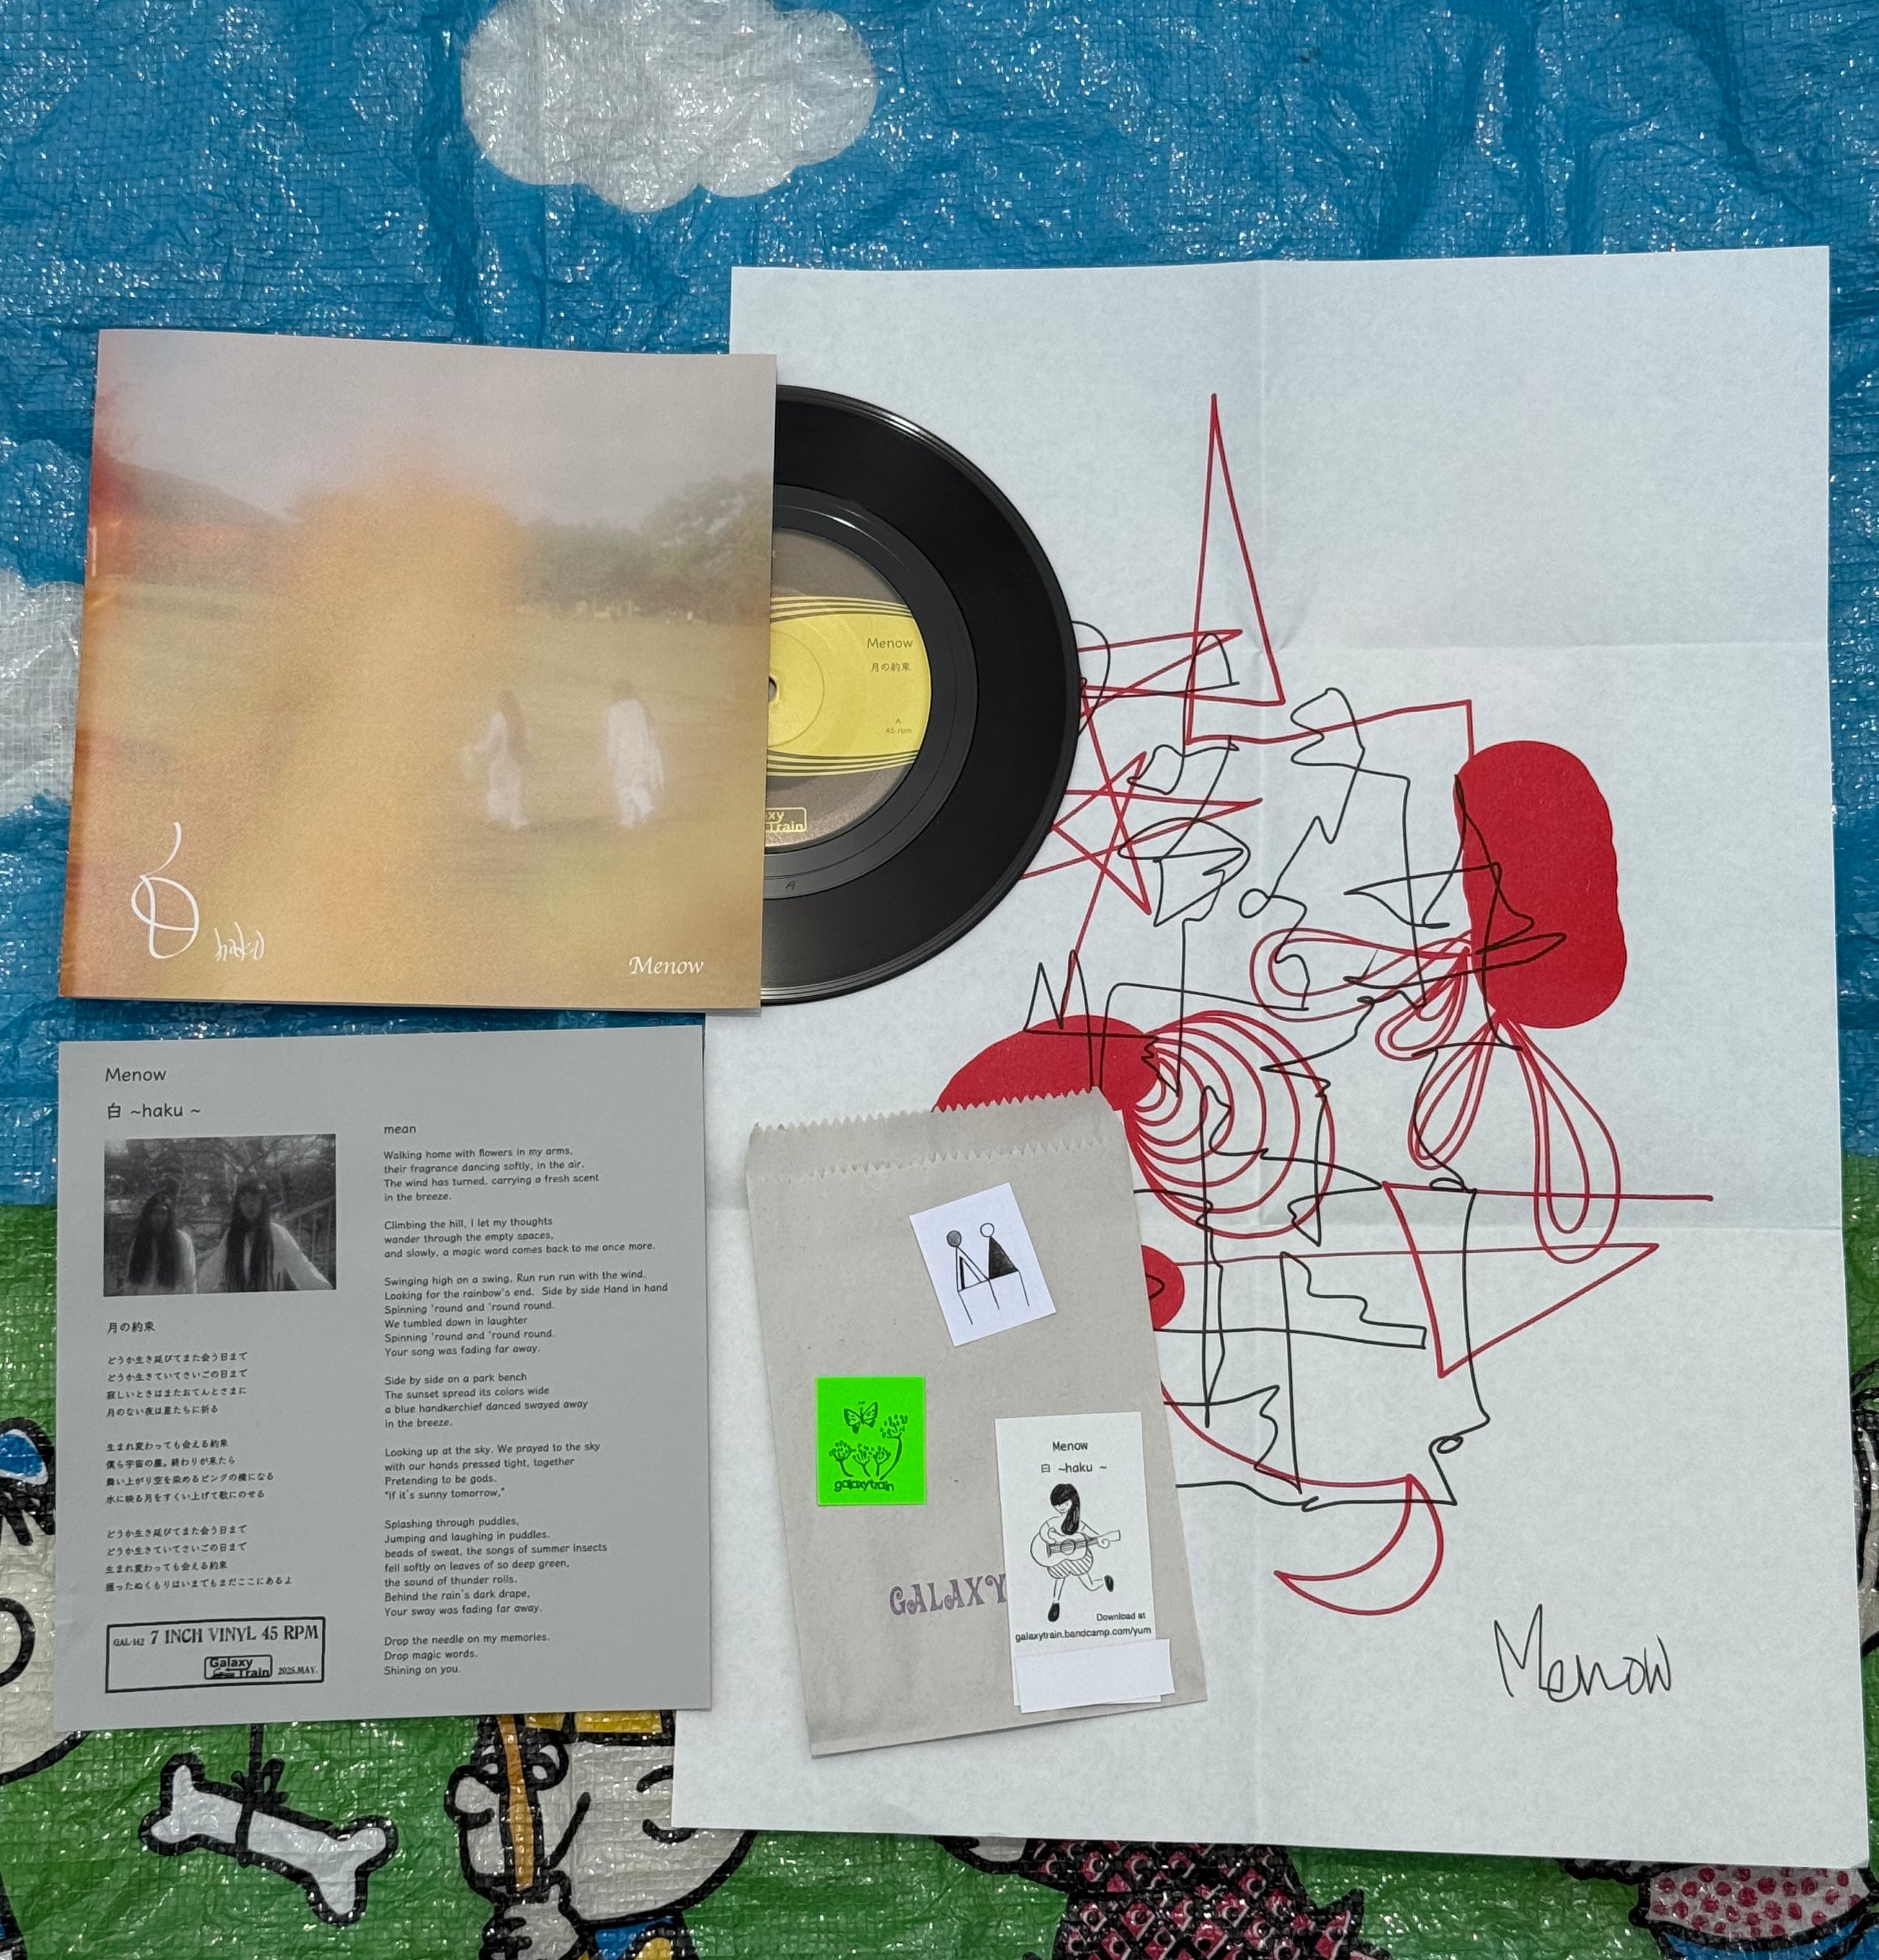 白 haku
Menow
Menow
月の約束
A
45 rpm
Train
A
Menow
白 ~haku ~
月の約束
どうか生き延びてまた会う日まで
どうか生きていてさいごの日まで
寂しいときはまたおてんとさまに
月のない夜は星たちに祈る
生まれ変わっても会える約束
僕ら宇宙の塵。終わりが来たら
舞い上がり空を染めるピンクの橋になる
水に映る月をすくい上げて歌にのせる
どうか生き延びてまた会う日まで
どうか生きていてさいごの日まで
生まれ変わっても会える約束
握ったぬくもりはいまでもまだここにあるよ
GAL-142 7 INCH VINYL 45 RPM
Galaxy
Train 2025.MAY.
mean
Walking home with flowers in my arms,
their fragrance dancing softly, in the air.
The wind has turned, carrying a fresh scent
in the breeze.
Climbing the hill, I let my thoughts
wander through the empty spaces,
and slowly, a magic word comes back to me once more.
Swinging high on a swing, Run run run with the wind.
Looking for the rainbow's end. Side by side Hand in hand
Spinning 'round and 'round round.
We tumbled down in laughter
Spinning 'round and 'round round.
Your song was fading far away.
Side by side on a park bench
The sunset spread its colors wide
a blue handkerchief danced swayed away
in the breeze.
Looking up at the sky. We prayed to the sky
with our hands pressed tight, together
Pretending to be gods.
"If it's sunny tomorrow,"
Splashing through puddles,
Jumping and laughing in puddles.
beads of sweat, the songs of summer insects
fell softly on leaves of so deep green,
the sound of thunder rolls.
Behind the rain's dark drape,
Your sway was fading far away.
Drop the needle on my memories.
Drop magic words.
Shining on you.
galaxytrain
GALAXY
Menow
白 ~haku ~
Download at
galaxytrain.bandcamp.com/yum
Menow